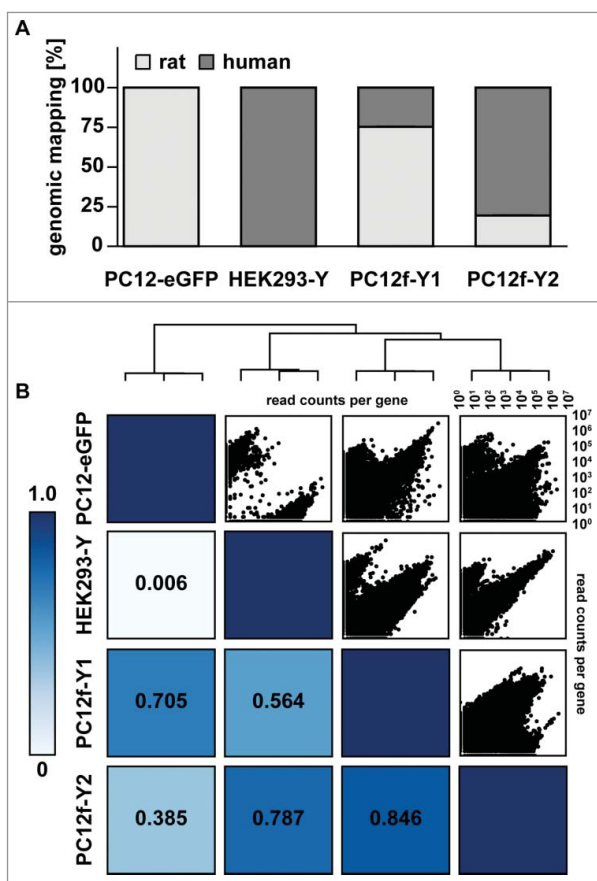 A
genomic mapping [%]
rat
human
100
75
50
25
0
PC12-eGFP
HEK293-Y
PC12f-Y1
PC12f-Y2
B
read counts per gene
10⁰ 10¹ 10² 10³ 10⁴ 10⁵ 10⁶ 10⁷
1.0
0
PC12-eGFP
10⁷
10⁶
10⁵
10⁴
10³
10²
10¹
10⁰
HEK293-Y
0.006
read counts per gene
PC12f-Y1
0.705
0.564
PC12f-Y2
0.385
0.787
0.846